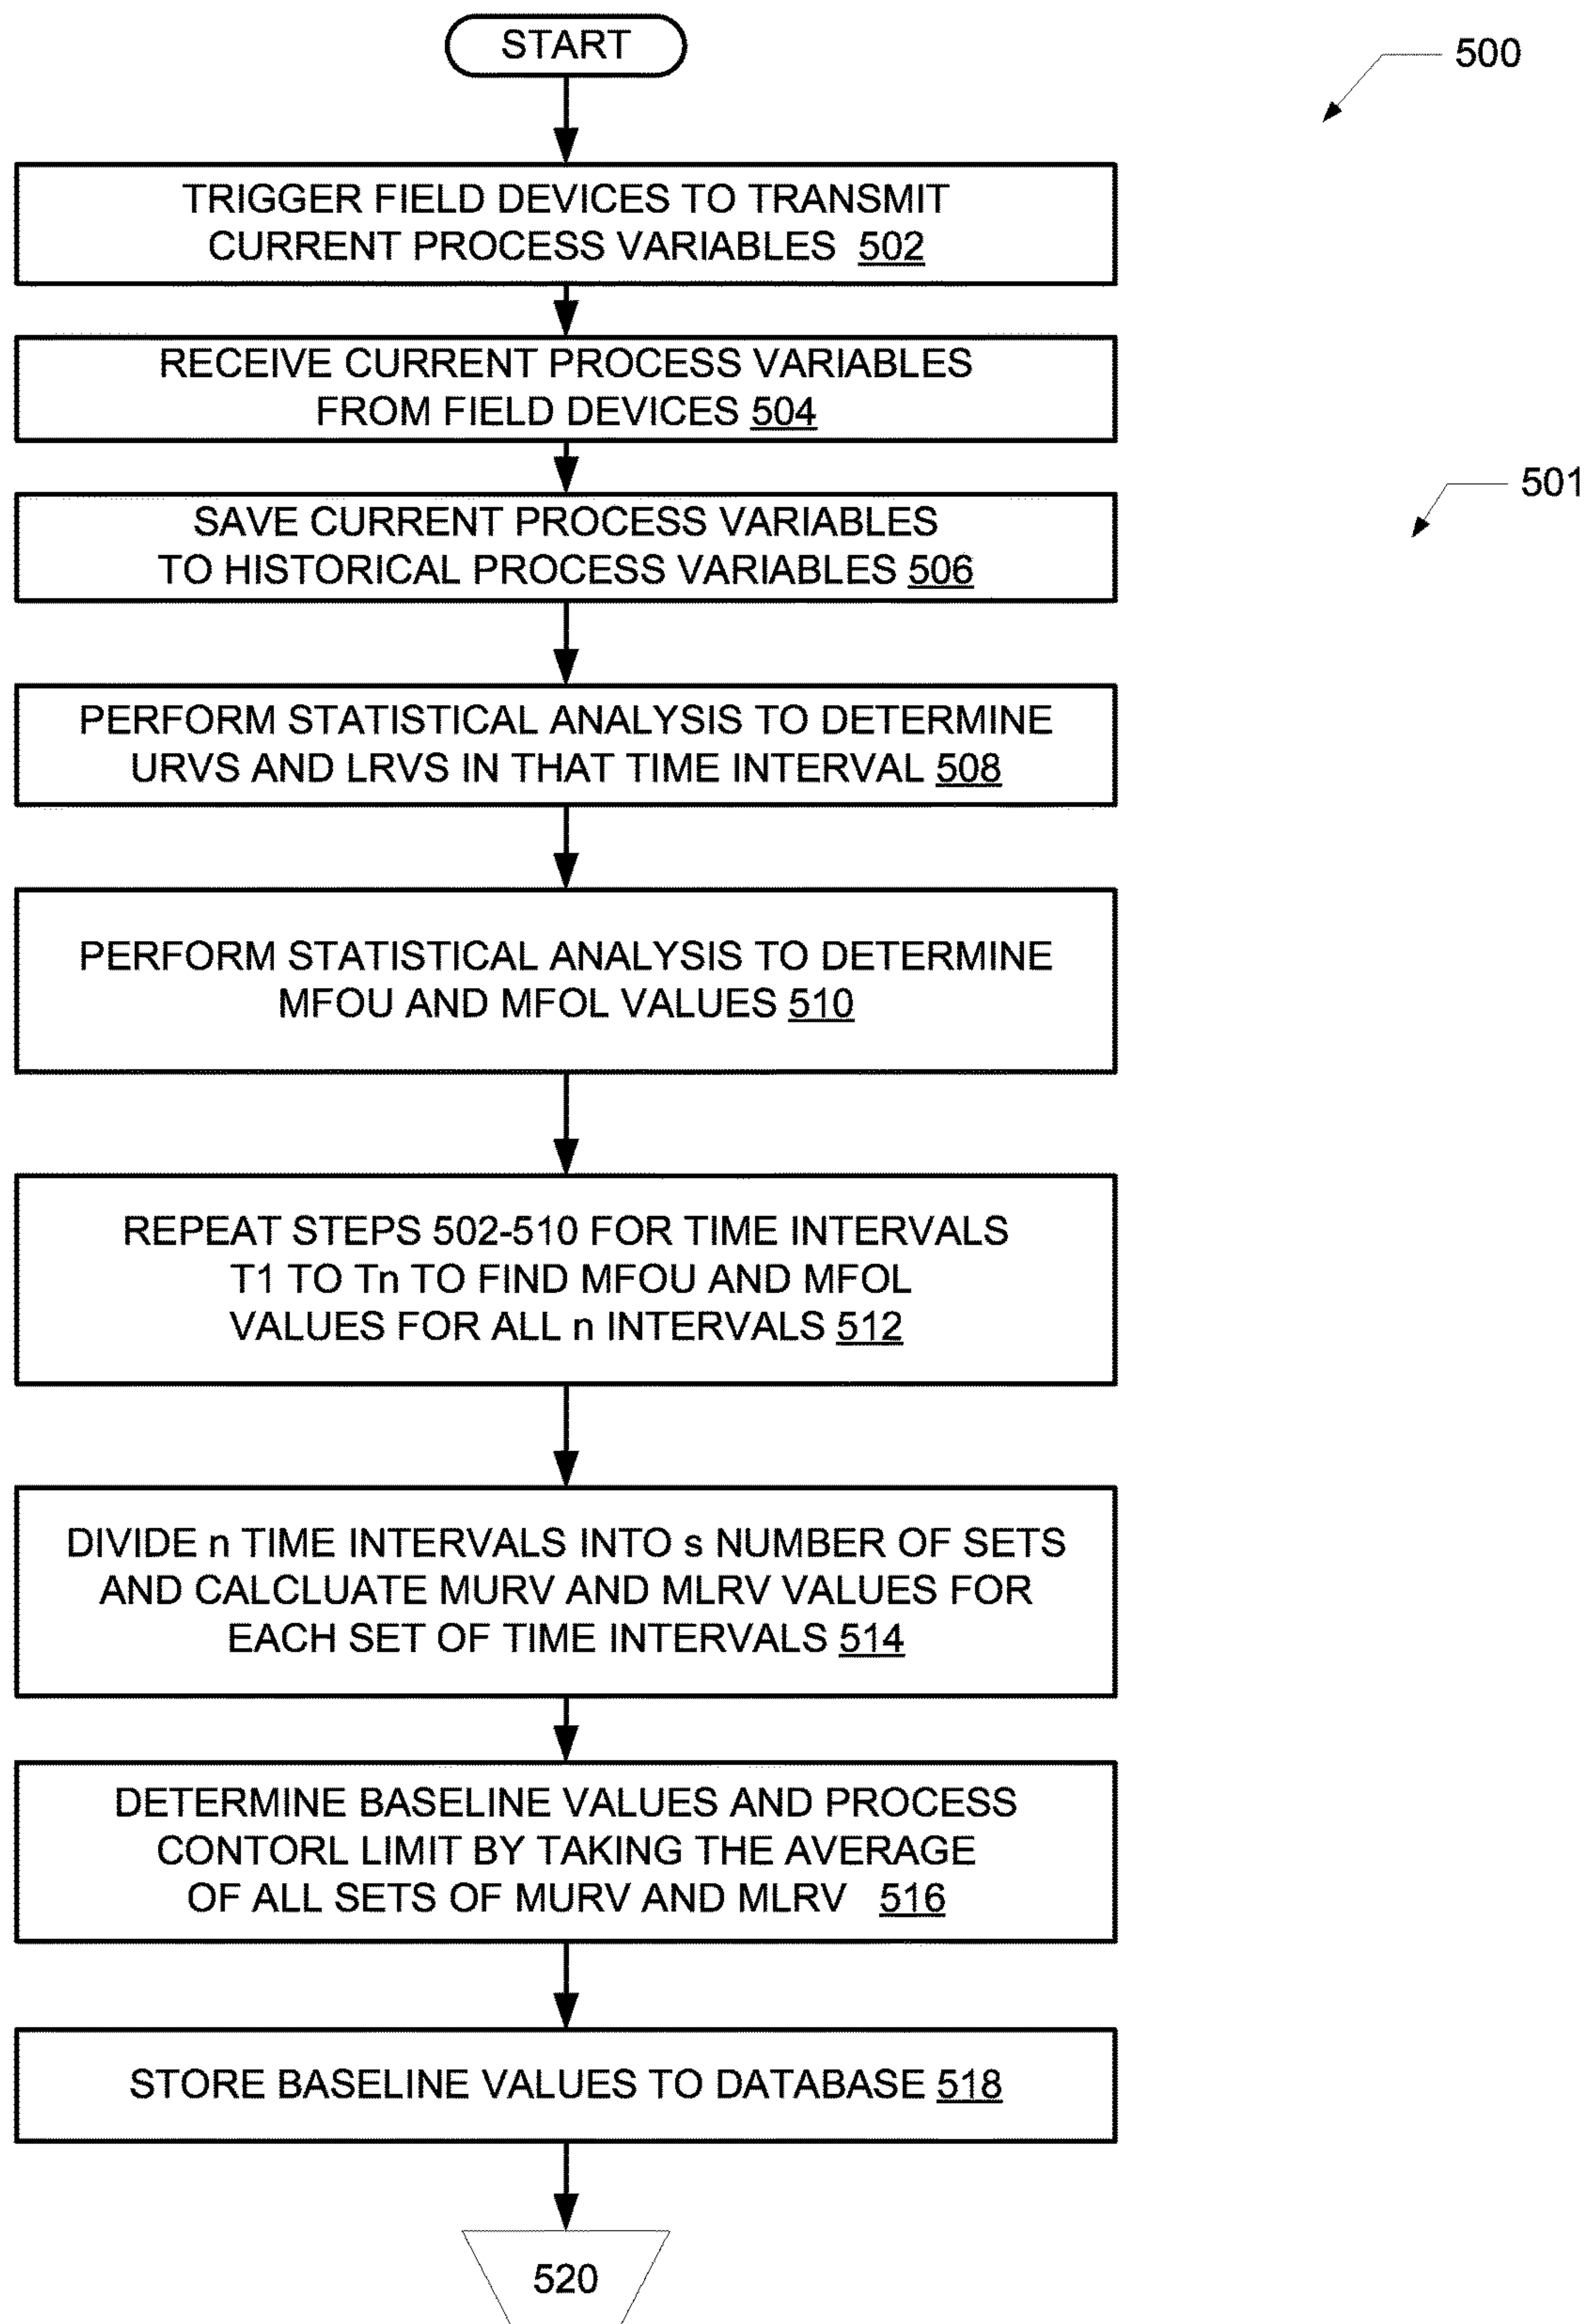 START
500
TRIGGER FIELD DEVICES TO TRANSMIT
CURRENT PROCESS VARIABLES 502
RECEIVE CURRENT PROCESS VARIABLES
FROM FIELD DEVICES 504
501
SAVE CURRENT PROCESS VARIABLES
TO HISTORICAL PROCESS VARIABLES 506
PERFORM STATISTICAL ANALYSIS TO DETERMINE
URVS AND LRVS IN THAT TIME INTERVAL 508
PERFORM STATISTICAL ANALYSIS TO DETERMINE
MFOU AND MFOL VALUES 510
REPEAT STEPS 502-510 FOR TIME INTERVALS
T1 TO Tn TO FIND MFOU AND MFOL
VALUES FOR ALL n INTERVALS 512
DIVIDE n TIME INTERVALS INTO s NUMBER OF SETS
AND CALCLUATE MURV AND MLRV VALUES FOR
EACH SET OF TIME INTERVALS 514
DETERMINE BASELINE VALUES AND PROCESS
CONTORL LIMIT BY TAKING THE AVERAGE
OF ALL SETS OF MURV AND MLRV 516
STORE BASELINE VALUES TO DATABASE 518
520